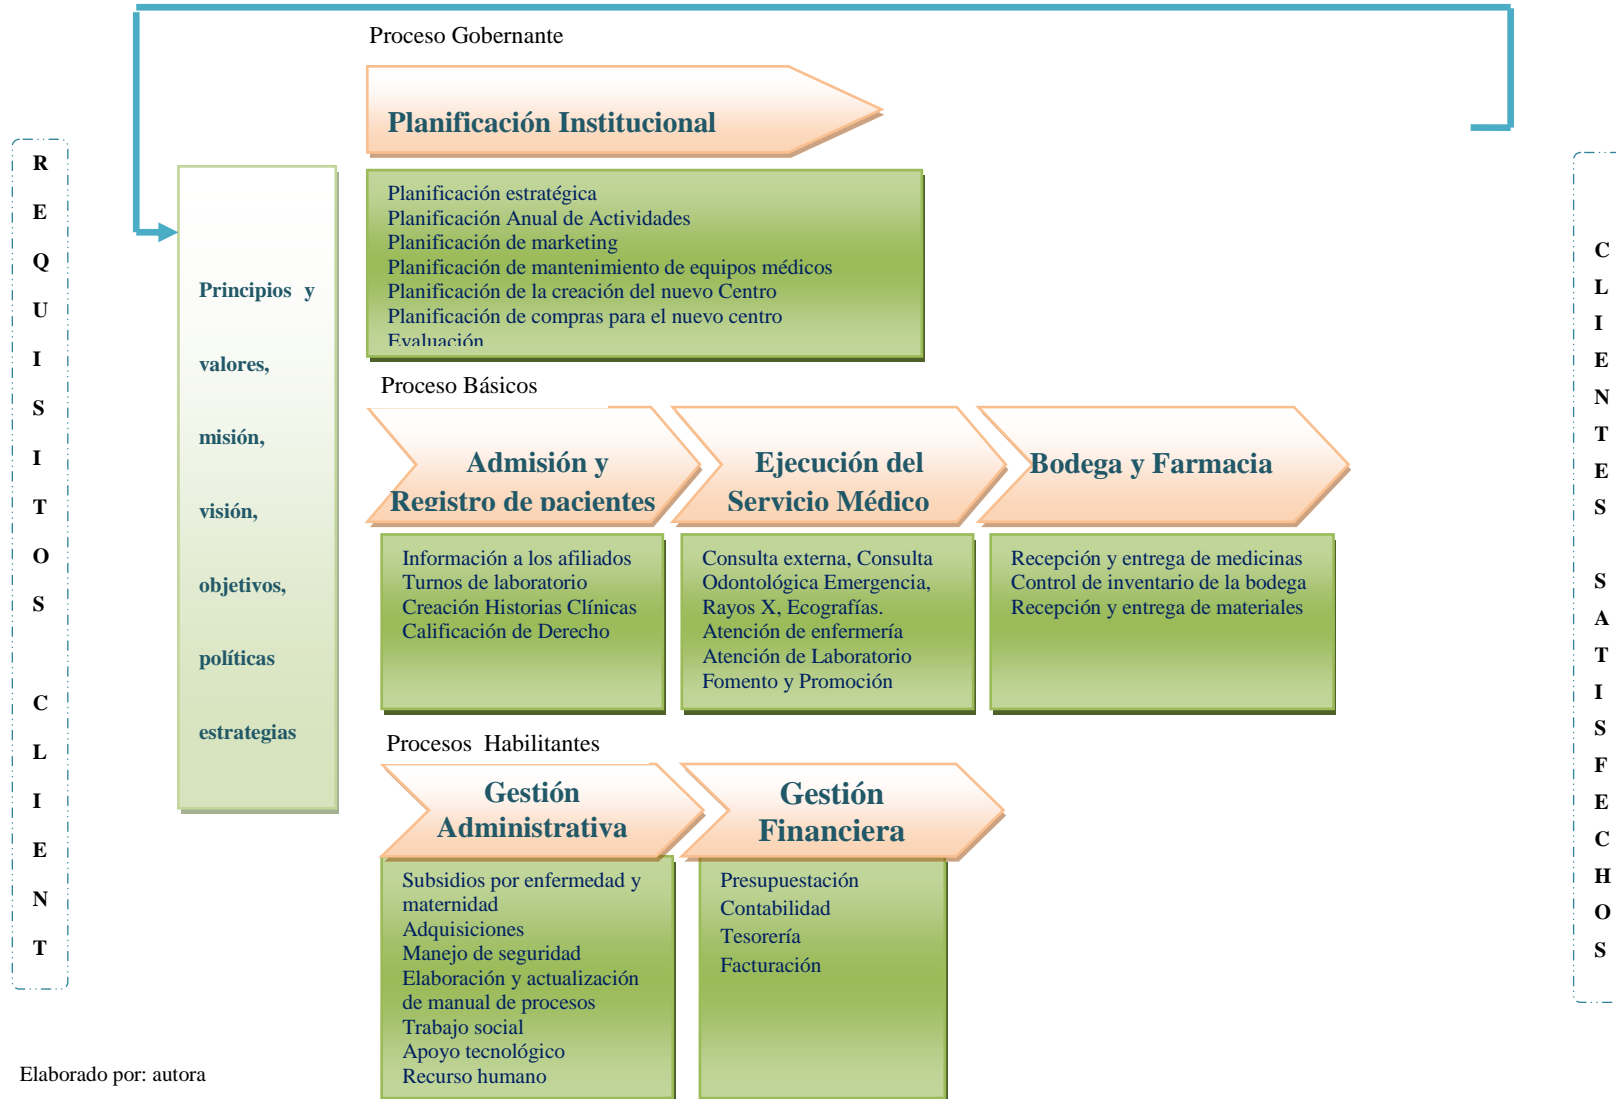 Proceso Gobernante
Planificación Institucional
REQUISITOS CLIENT
Principios y
valores,
misión,
visión,
objetivos,
políticas
estrategias
Planificación estratégica
Planificación Anual de Actividades
Planificación de marketing
Planificación de mantenimiento de equipos médicos
Planificación de la creación del nuevo Centro
Planificación de compras para el nuevo centro
Evaluación
Proceso Básicos
Admisión y
Registro de pacientes
Ejecución del
Servicio Médico
Bodega y Farmacia
Información a los afiliados
Turnos de laboratorio
Creación Historias Clínicas
Calificación de Derecho
Consulta externa, Consulta
Odontológica Emergencia,
Rayos X, Ecografías.
Atención de enfermería
Atención de Laboratorio
Fomento y Promoción
Recepción y entrega de medicinas
Control de inventario de la bodega
Recepción y entrega de materiales
Procesos Habilitantes
Gestión
Administrativa
Gestión
Financiera
Subsidios por enfermedad y
maternidad
Adquisiciones
Manejo de seguridad
Elaboración y actualización
de manual de procesos
Trabajo social
Apoyo tecnológico
Recurso humano
Presupuestación
Contabilidad
Tesorería
Facturación
CLIENTES SATISFECHOS
Elaborado por: autora